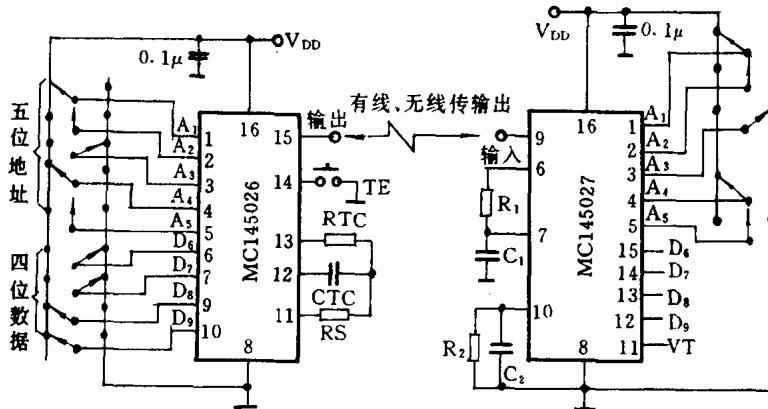 0.1μ
V_DD
五位地址
A₁
A₂
A₃
A₄
A₅
四位数据
D₆
D₇
D₈
D₉
1
2
3
4
5
6
7
9
10
16
15
14
13
12
11
8
MC145026
输出
TE
RTC
CTC
RS
有线、无线传输出
V_DD
0.1μ
输入
9
6
7
10
R₁
C₁
R₂
C₂
MC145027
16
1
2
3
4
5
15
14
13
12
11
8
A₁
A₂
A₃
A₄
A₅
D₆
D₇
D₈
D₉
VT